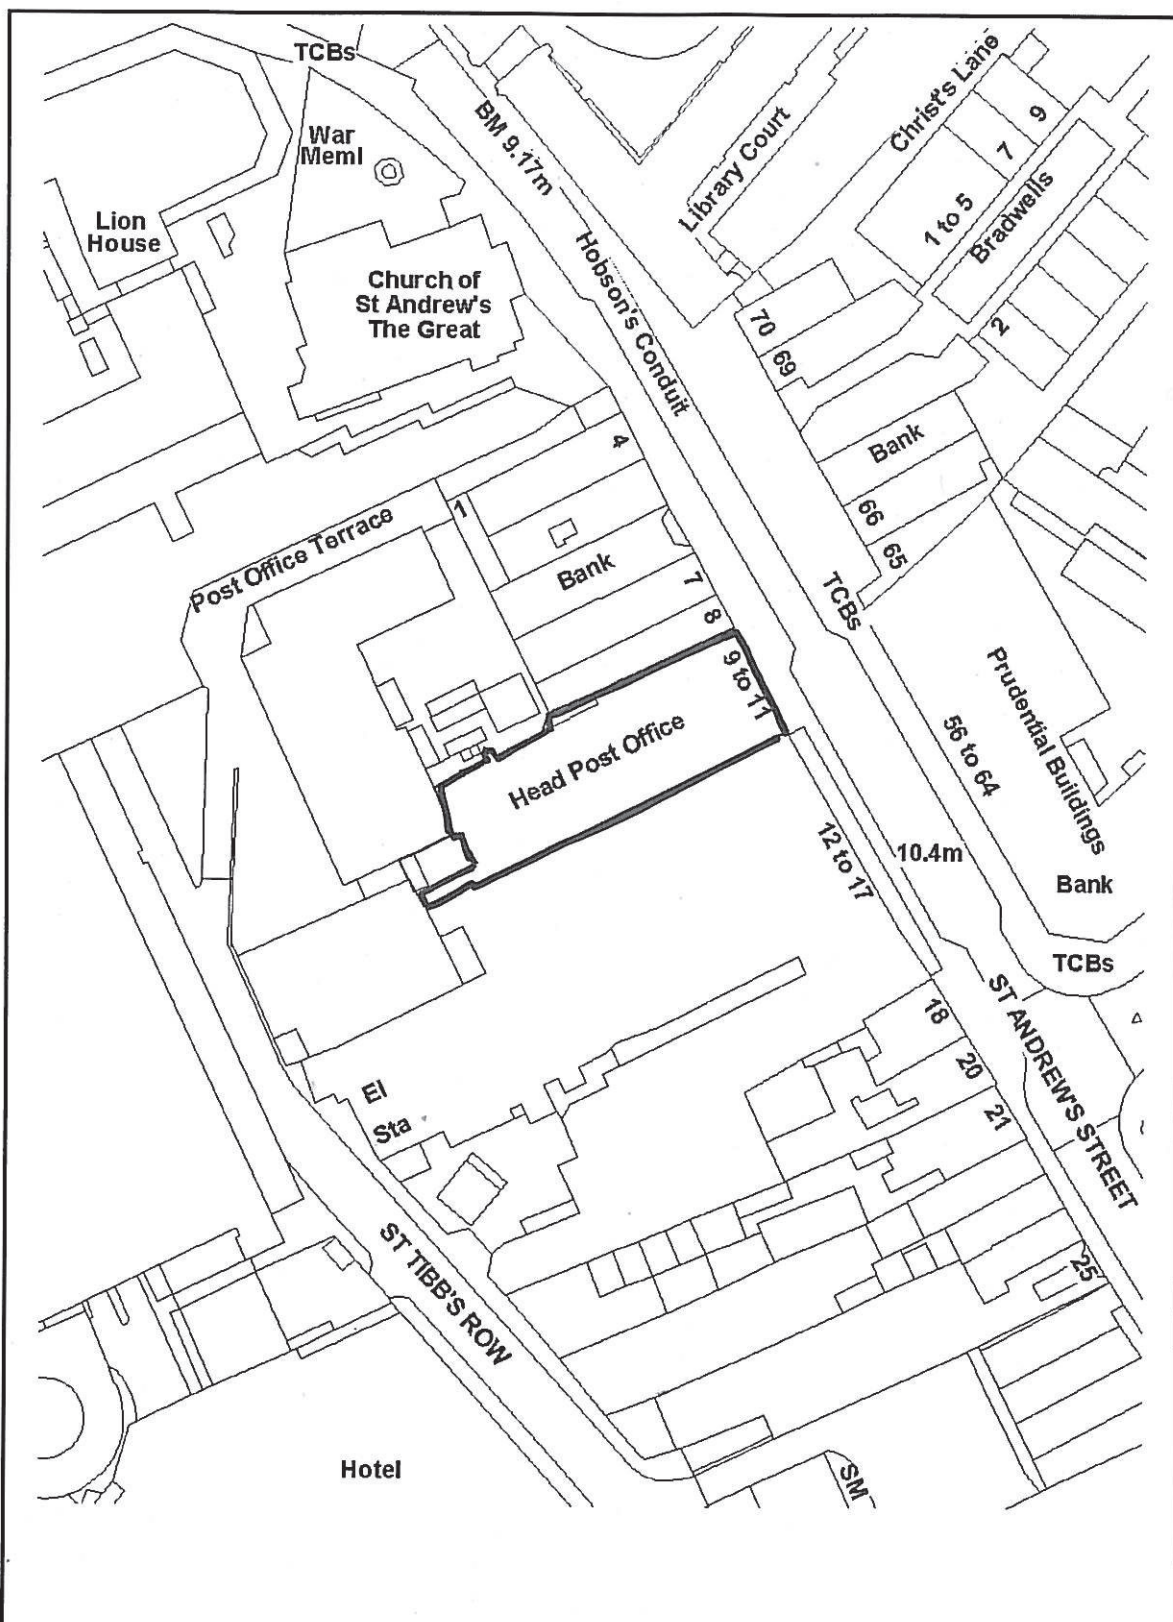 TCBs
War
Meml
BM 9.17m
Library Court
Christ's Lane
9
7
1 to 5
Bradwells
2
Lion
House
Church of
St Andrew's
The Great
Hobson's Conduit
70
69
Bank
66
65
4
1
Post Office Terrace
Bank
7
8
TCBs
9 to 11
Head Post Office
Prudential Buildings
56 to 64
12 to 17
10.4m
Bank
TCBs
ST ANDREW'S STREET
18
20
21
25
El
Sta
ST TIBB'S ROW
Hotel
SM